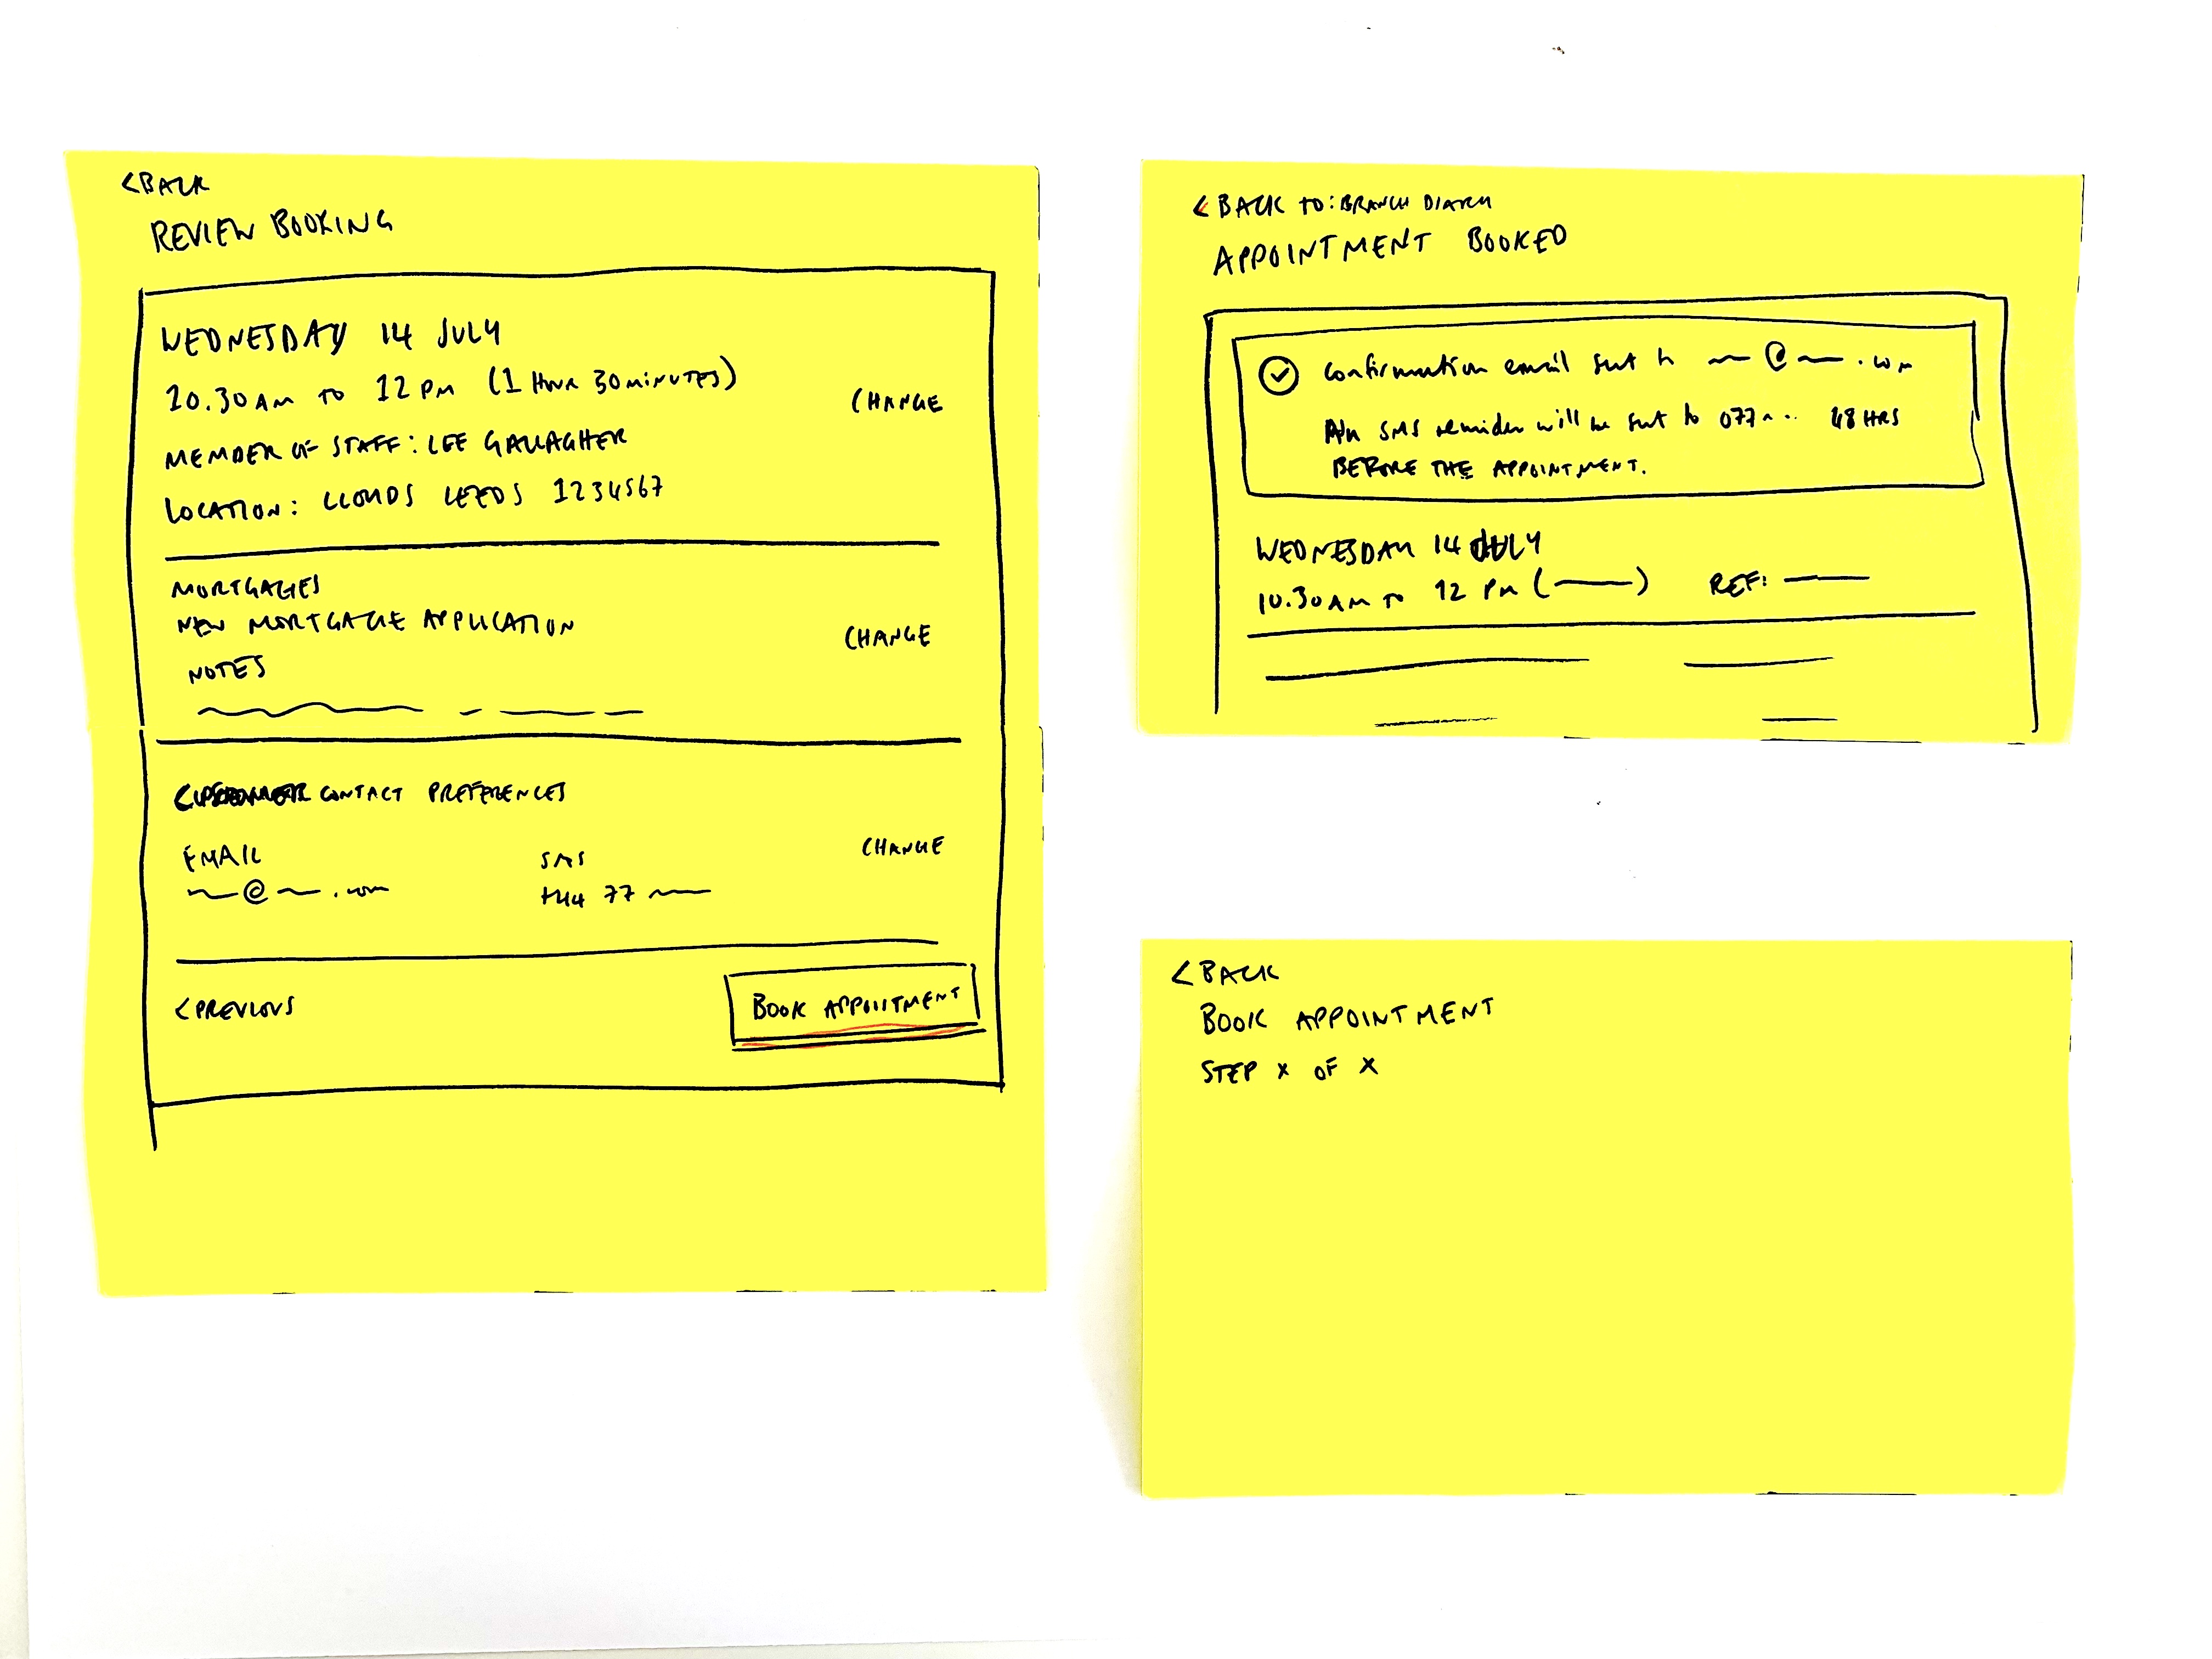 < BACK
REVIEW BOOKING
WEDNESDAY 14 JULY
10.30AM TO 12PM (1 HOUR 30MINUTES)
CHANGE
MEMBER OF STAFF: LEE GALLAGHER
LOCATION: LLOYDS LEEDS 1234567
MORTGAGES
NEW MORTGAGE APPLICATION
CHANGE
NOTES
CONTACT PREFERENCES
EMAIL
SMS
CHANGE
@ .com
+44 77
< PREVIOUS
BOOK APPOINTMENT
< BACK TO: BRANCH DIARY
APPOINTMENT BOOKED
Confirmation email sent to @ .com
An SMS reminder will be sent to 077... 48 HRS
BEFORE THE APPOINTMENT.
WEDNESDAY 14 JULY
10.30AM TO 12 PM ( ) REF:
< BACK
BOOK APPOINTMENT
STEP X OF X